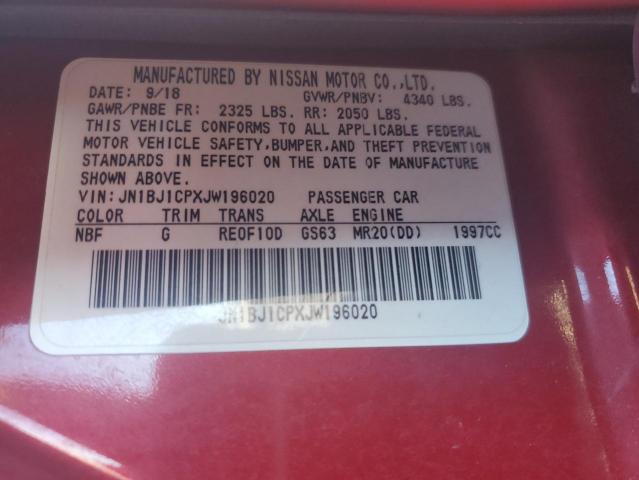 MANUFACTURED BY NISSAN MOTOR CO.,LTD.
DATE: 9/18 GVWR/PNBV: 4340 LBS.
GAWR/PNBE FR: 2325 LBS. RR: 2050 LBS.
THIS VEHICLE CONFORMS TO ALL APPLICABLE FEDERAL
MOTOR VEHICLE SAFETY,BUMPER,AND THEFT PREVENTION
STANDARDS IN EFFECT ON THE DATE OF MANUFACTURE
SHOWN ABOVE.
VIN: JN1BJ1CPXJW196020 PASSENGER CAR
COLOR TRIM TRANS AXLE ENGINE
NBF G RE0F10D GS63 MR20(DD) 1997CC
JN1BJ1CPXJW196020